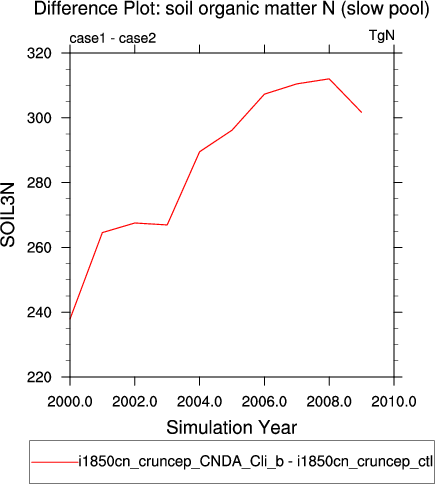 Difference Plot: soil organic matter N (slow pool)
case1 - case2
TgN
320
300
280
260
240
220
SOIL3N
2000.0 2002.0 2004.0 2006.0 2008.0 2010.0
Simulation Year
i1850cn_cruncep_CNDA_Cli_b - i1850cn_cruncep_ctl